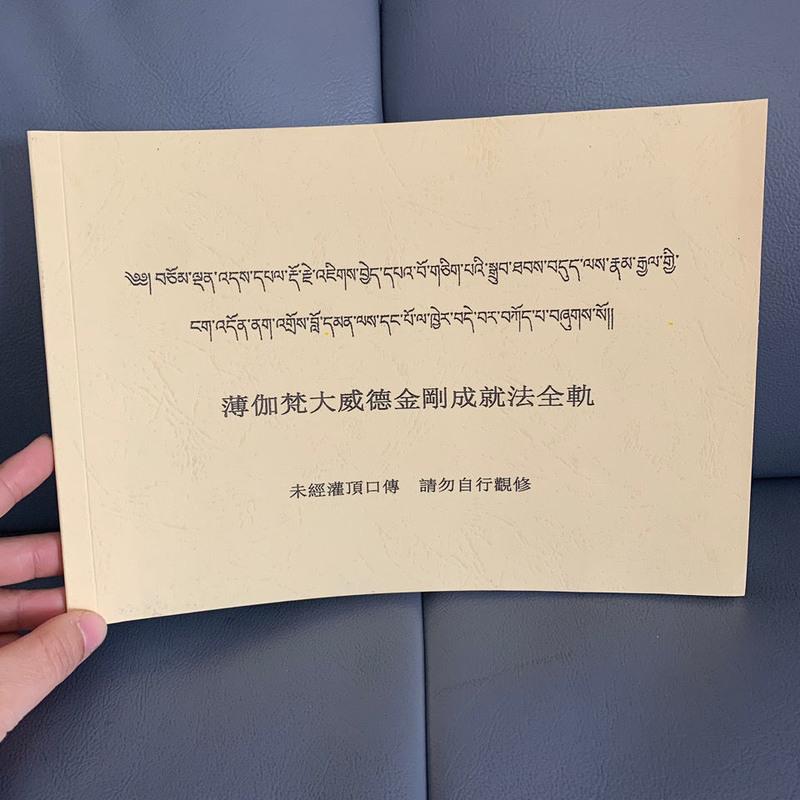 ༄༅། །བཅོམ་ལྡན་འདས་དཔལ་རྡོ་རྗེ་འཇིགས་བྱེད་དཔའ་བོ་གཅིག་པའི་སྒྲུབ་ཐབས་བདུད་ལས་རྣམ་རྒྱལ་གྱི་
ངག་འདོན་ནག་འགྲོས་བློ་དམན་ལས་དང་པོ་ལ་ཁྱེར་བདེ་བར་བཀོད་པ་བཞུགས་སོ།།
薄伽梵大威德金剛成就法全軌
未經灌頂口傳　請勿自行觀修